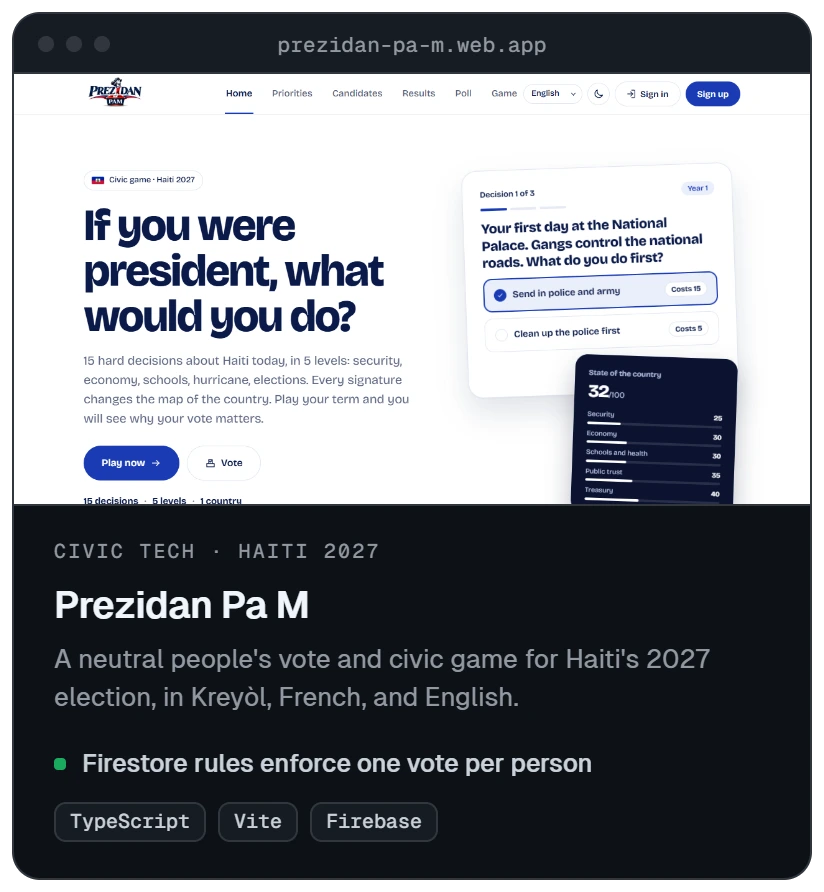 prezidan-pa-m.web.app
PREZIDAN
PAM
Home Priorities Candidates Results Poll Game English Sign in Sign up
Civic game · Haiti 2027
If you were
president, what
would you do?
15 hard decisions about Haiti today, in 5 levels: security,
economy, schools, hurricane, elections. Every signature
changes the map of the country. Play your term and you
will see why your vote matters.
Play now → Vote
15 decisions · 5 levels · 1 country
Decision 1 of 3 Year 1
Your first day at the National
Palace. Gangs control the national
roads. What do you do first?
Send in police and army Costs 15
Clean up the police first Costs 5
State of the country
32/100
Security 25
Economy 30
Schools and health 30
Public trust 35
Treasury 40
CIVIC TECH · HAITI 2027
Prezidan Pa M
A neutral people's vote and civic game for Haiti's 2027
election, in Kreyòl, French, and English.
Firestore rules enforce one vote per person
TypeScript Vite Firebase